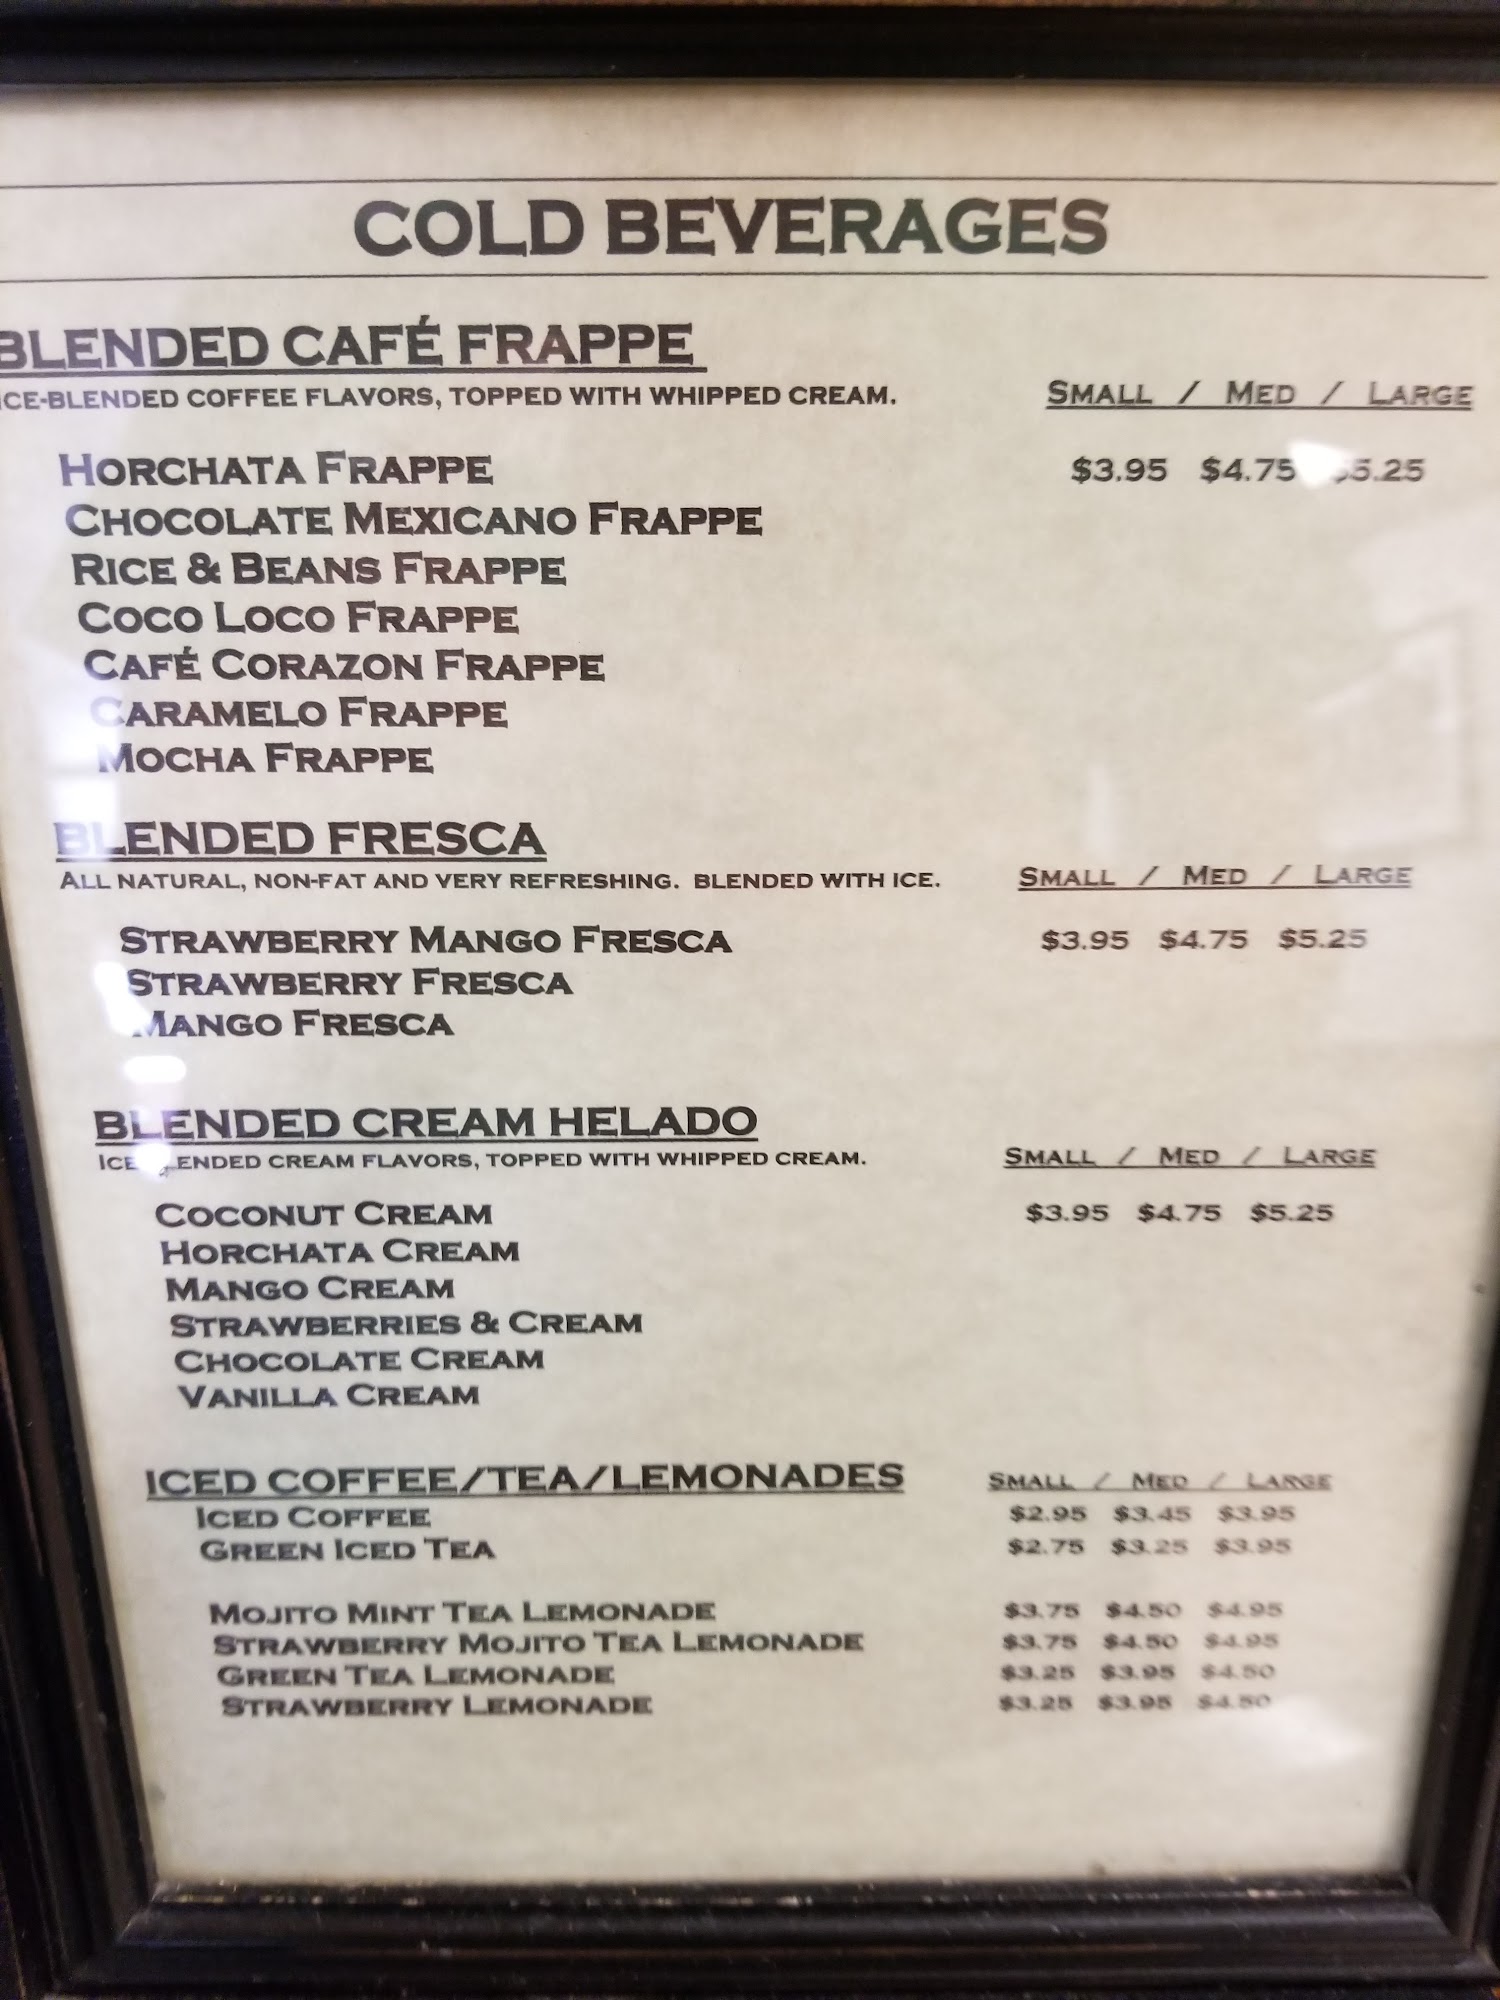 COLD BEVERAGES
BLENDED CAFÉ FRAPPE
ICE-BLENDED COFFEE FLAVORS, TOPPED WITH WHIPPED CREAM. SMALL / MED / LARGE
HORCHATA FRAPPE $3.95 $4.75 $5.25
CHOCOLATE MEXICANO FRAPPE
RICE & BEANS FRAPPE
COCO LOCO FRAPPE
CAFÉ CORAZON FRAPPE
CARAMELO FRAPPE
MOCHA FRAPPE
BLENDED FRESCA
ALL NATURAL, NON-FAT AND VERY REFRESHING. BLENDED WITH ICE. SMALL / MED / LARGE
STRAWBERRY MANGO FRESCA $3.95 $4.75 $5.25
STRAWBERRY FRESCA
MANGO FRESCA
BLENDED CREAM HELADO
ICE BLENDED CREAM FLAVORS, TOPPED WITH WHIPPED CREAM. SMALL / MED / LARGE
COCONUT CREAM $3.95 $4.75 $5.25
HORCHATA CREAM
MANGO CREAM
STRAWBERRIES & CREAM
CHOCOLATE CREAM
VANILLA CREAM
ICED COFFEE/TEA/LEMONADES SMALL / MED / LARGE
ICED COFFEE $2.95 $3.45 $3.95
GREEN ICED TEA $2.75 $3.25 $3.95
MOJITO MINT TEA LEMONADE $3.75 $4.50 $4.95
STRAWBERRY MOJITO TEA LEMONADE $3.75 $4.50 $4.95
GREEN TEA LEMONADE $3.25 $3.95 $4.50
STRAWBERRY LEMONADE $3.25 $3.95 $4.50